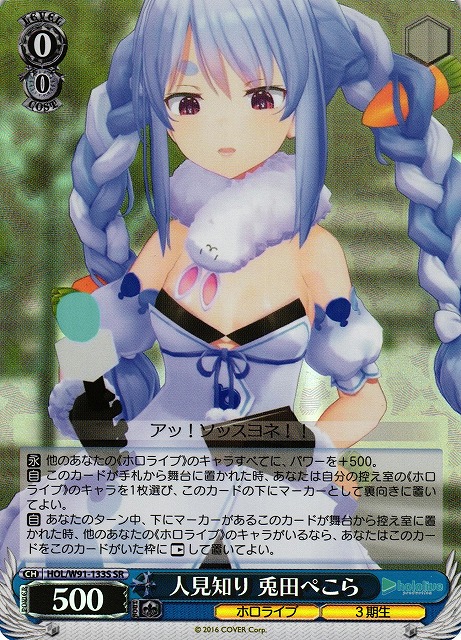 LEVEL
0
0
COST
アッ！ソッスヨネ！！
永 他のあなたの《ホロライブ》のキャラすべてに、パワーを＋500。
自 このカードが手札から舞台に置かれた時、あなたは自分の控え室の《ホロ
ライブ》のキャラを1枚選び、このカードの下にマーカーとして裏向きに置い
てよい。
自 あなたのターン中、下にマーカーがあるこのカードが舞台から控え室に置
かれた時、他のあなたの《ホロライブ》のキャラがいるなら、あなたはこのカー
ドをこのカードがいた枠に レストして置いてよい。
CH HOL/W91-133S SR
人見知り 兎田ぺこら
hololive
production
500
POWER
ホロライブ
3期生
© 2016 COVER Corp.